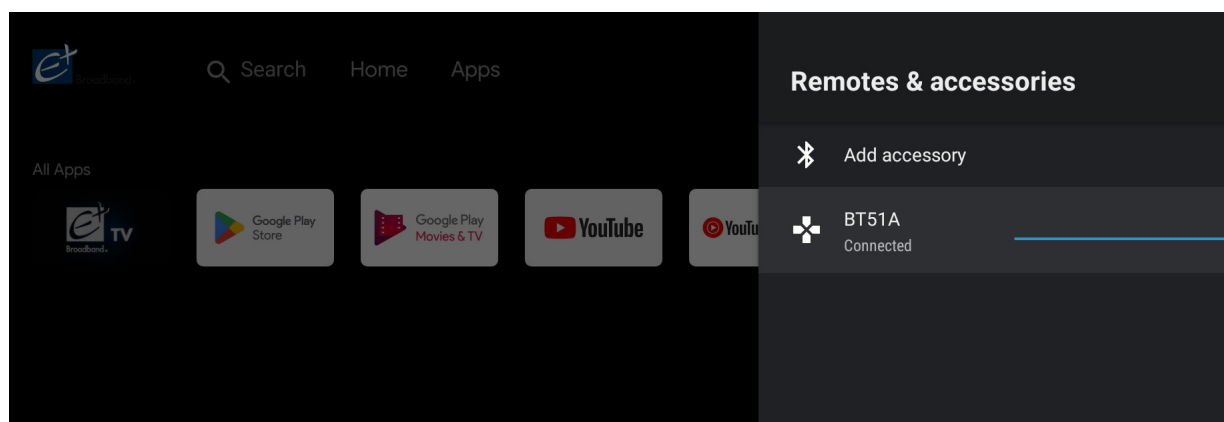 e+
Broadband.
Search
Home
Apps
All Apps
e+ TV
Broadband.
Google Play
Store
Google Play
Movies & TV
YouTube
YouTu
Remotes & accessories
Add accessory
BT51A
Connected